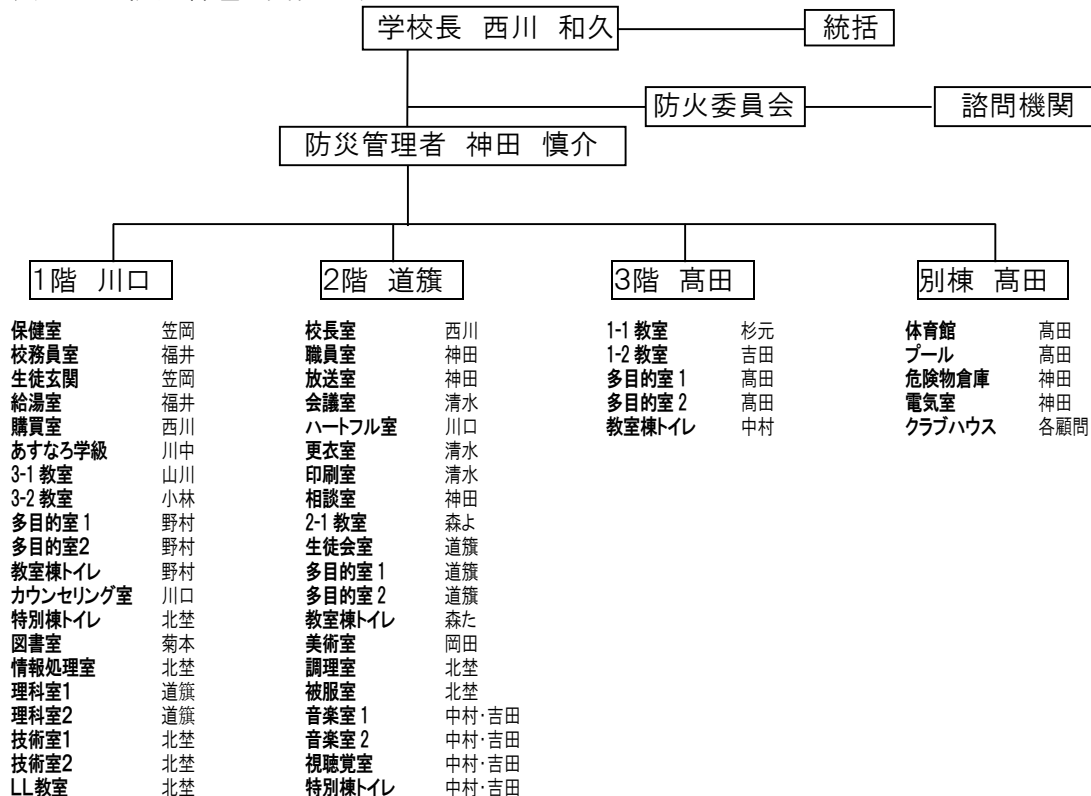 学校長 西川 和久 統括
防火委員会 諮問機関
防災管理者 神田 慎介
1階 川口
保健室 笠岡
校務員室 福井
生徒玄関 笠岡
給湯室 福井
購買室 西川
あすなろ学級 川中
3-1 教室 山川
3-2 教室 小林
多目的室1 野村
多目的室2 野村
教室棟トイレ 野村
カウンセリング室 川口
特別棟トイレ 北埜
図書室 菊本
情報処理室 北埜
理科室1 道簱
理科室2 道簱
技術室1 北埜
技術室2 北埜
LL教室 北埜
2階 道簱
校長室 西川
職員室 神田
放送室 神田
会議室 清水
ハートフル室 川口
更衣室 清水
印刷室 清水
相談室 神田
2-1 教室 森よ
生徒会室 道簱
多目的室1 道簱
多目的室2 道簱
教室棟トイレ 森た
美術室 岡田
調理室 北埜
被服室 北埜
音楽室1 中村・吉田
音楽室2 中村・吉田
視聴覚室 中村・吉田
特別棟トイレ 中村・吉田
3階 髙田
1-1 教室 杉元
1-2 教室 吉田
多目的室1 髙田
多目的室2 髙田
教室棟トイレ 中村
別棟 髙田
体育館 髙田
プール 髙田
危険物倉庫 神田
電気室 神田
クラブハウス 各顧問